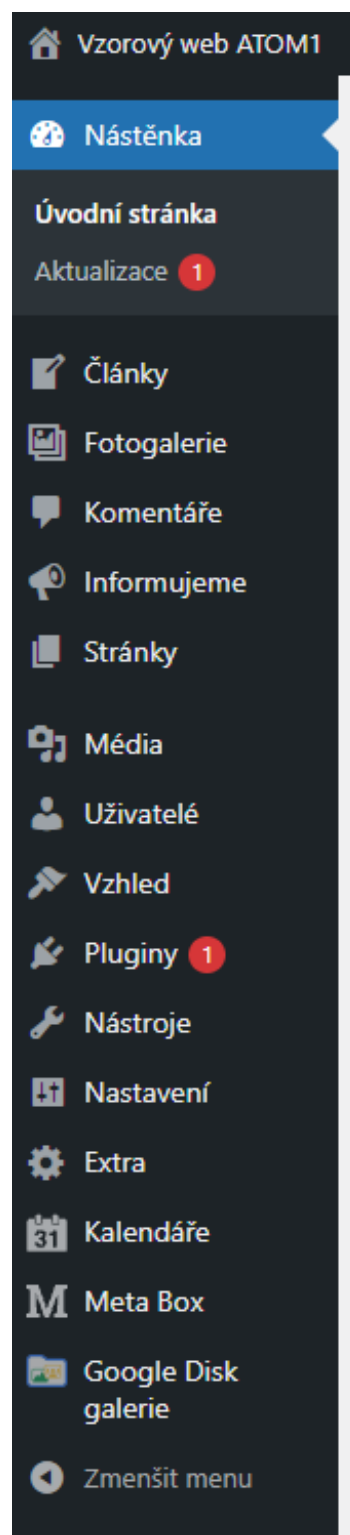 Vzorový web ATOM1
Nástěnka
Úvodní stránka
Aktualizace 1
Články
Fotogalerie
Komentáře
Informujeme
Stránky
Média
Uživatelé
Vzhled
Pluginy 1
Nástroje
Nastavení
Extra
31 Kalendáře
M Meta Box
Google Disk
galerie
Zmenšit menu